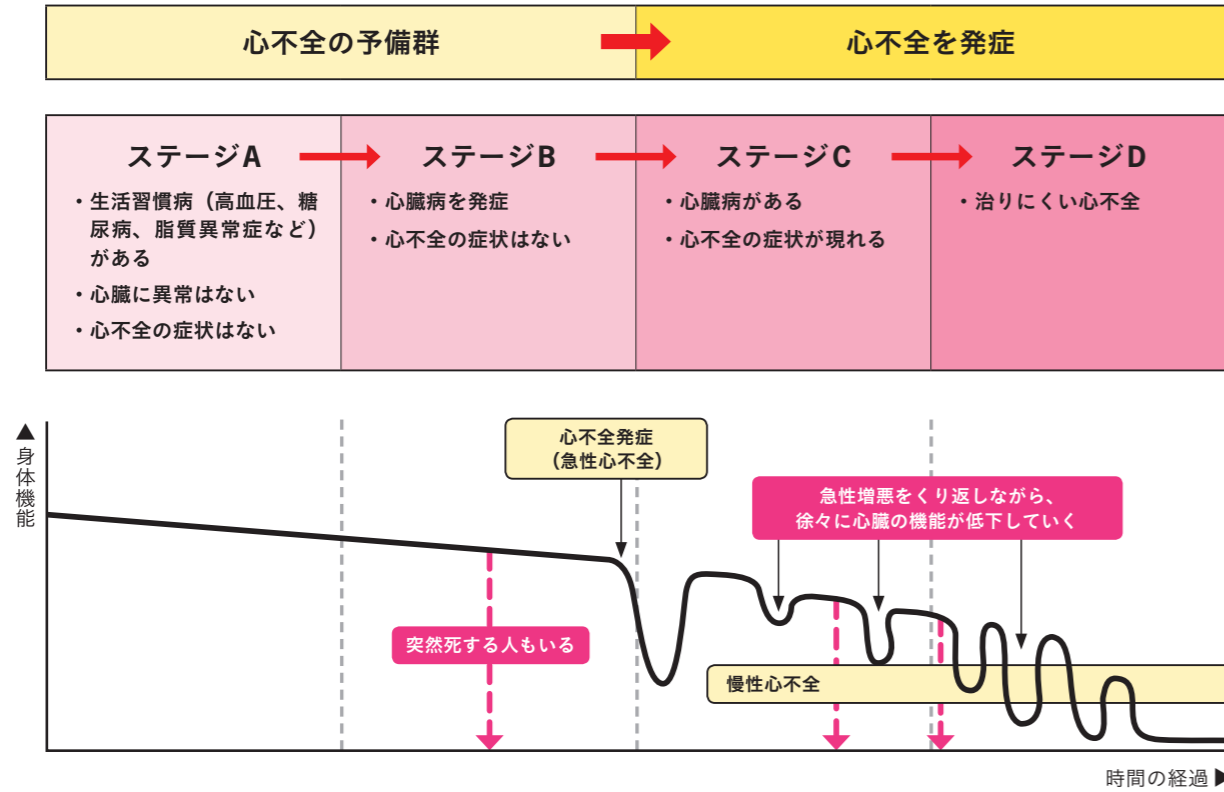 心不全の予備群
心不全を発症
ステージA
・生活習慣病（高血圧、糖
尿病、脂質異常症など）
がある
・心臓に異常はない
・心不全の症状はない
ステージB
・心臓病を発症
・心不全の症状はない
ステージC
・心臓病がある
・心不全の症状が現れる
ステージD
・治りにくい心不全
▲身体機能
心不全発症
（急性心不全）
急性増悪をくり返しながら、
徐々に心臓の機能が低下していく
突然死する人もいる
慢性心不全
時間の経過▶